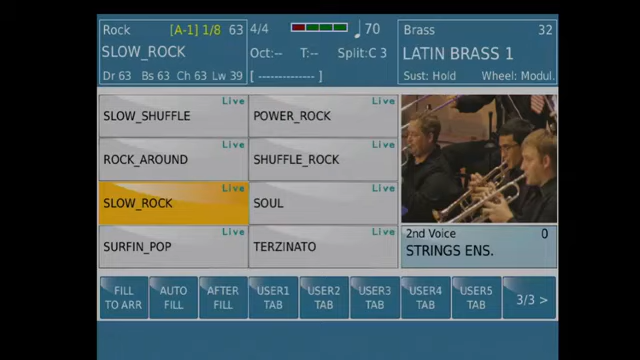 Rock [A-1] 1/8 63
SLOW_ROCK
Dr 63 Bs 63 Ch 63 Lw 39
4/4 ♩70
Oct:-- T:-- Split:C 3
[ -------------- ]
Brass 32
LATIN BRASS 1
Sust: Hold Wheel: Modul.
Live
SLOW_SHUFFLE
Live
POWER_ROCK
Live
ROCK_AROUND
Live
SHUFFLE_ROCK
Live
SLOW_ROCK
Live
SOUL
Live
SURFIN_POP
Live
TERZINATO
2nd Voice 0
STRINGS ENS.
FILL
TO ARR
AUTO
FILL
AFTER
FILL
USER1
TAB
USER2
TAB
USER3
TAB
USER4
TAB
USER5
TAB
3/3 >